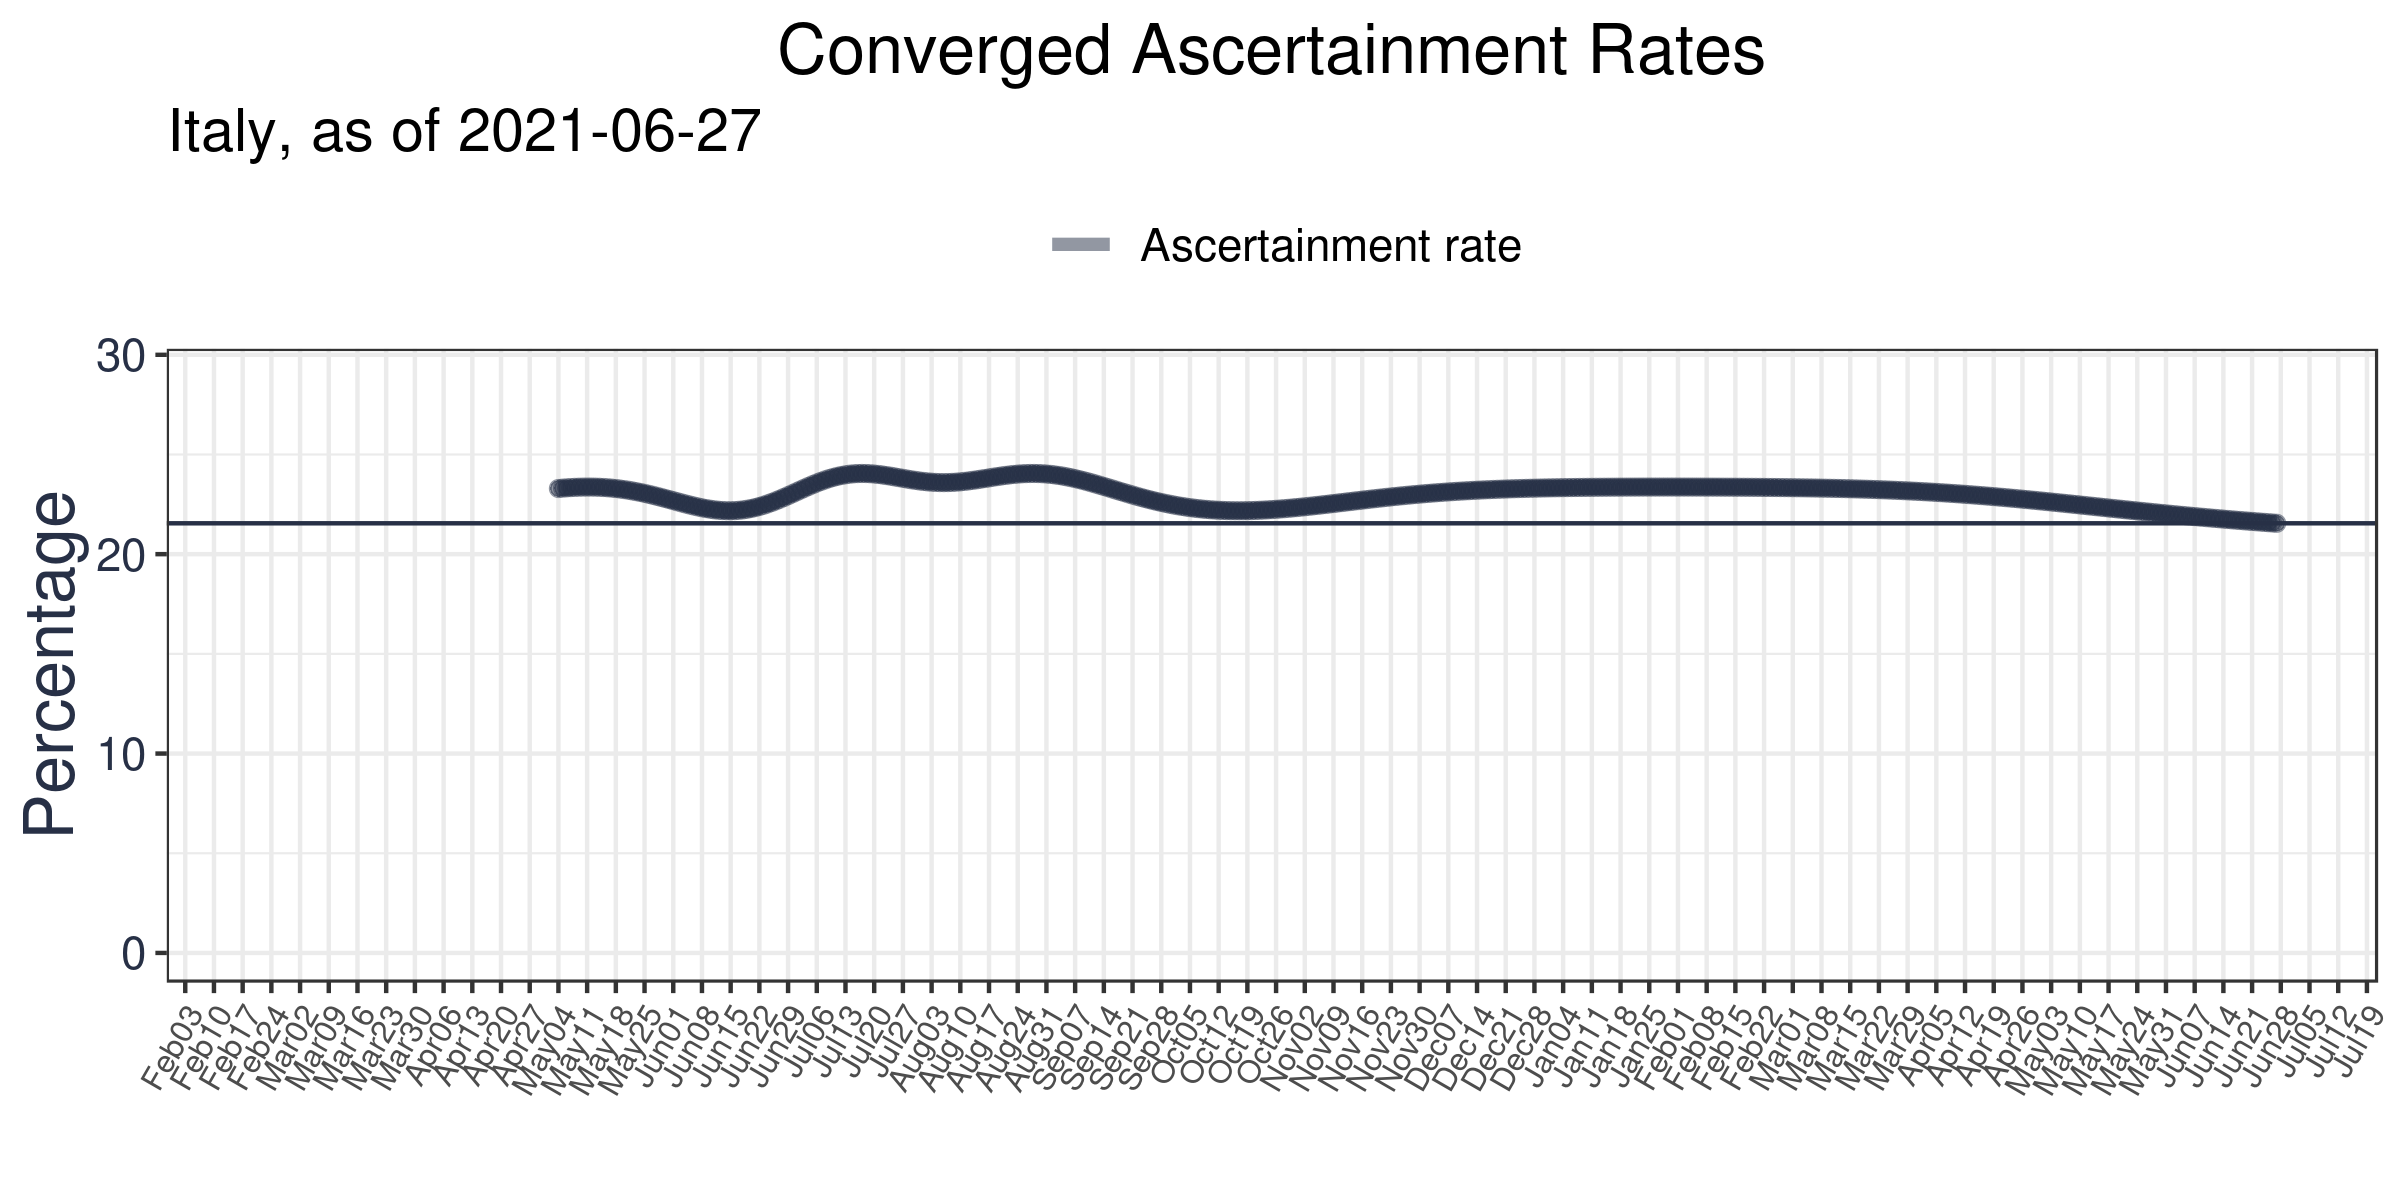 Converged Ascertainment Rates
Italy, as of 2021-06-27
Ascertainment rate
Percentage
30
20
10
0
Feb03 Feb10 Feb17 Feb24 Mar02 Mar09 Mar16 Mar23 Mar30 Apr06 Apr13 Apr20 Apr27 May04 May11 May18 May25 Jun01 Jun08 Jun15 Jun22 Jun29 Jul06 Jul13 Jul20 Jul27 Aug03 Aug10 Aug17 Aug24 Aug31 Sep07 Sep14 Sep21 Sep28 Oct05 Oct12 Oct19 Oct26 Nov02 Nov09 Nov16 Nov23 Nov30 Dec07 Dec14 Dec21 Dec28 Jan04 Jan11 Jan18 Jan25 Feb01 Feb08 Feb15 Feb22 Mar01 Mar08 Mar15 Mar22 Mar29 Apr05 Apr12 Apr19 Apr26 May03 May10 May17 May24 May31 Jun07 Jun14 Jun21 Jun28 Jul05 Jul12 Jul19